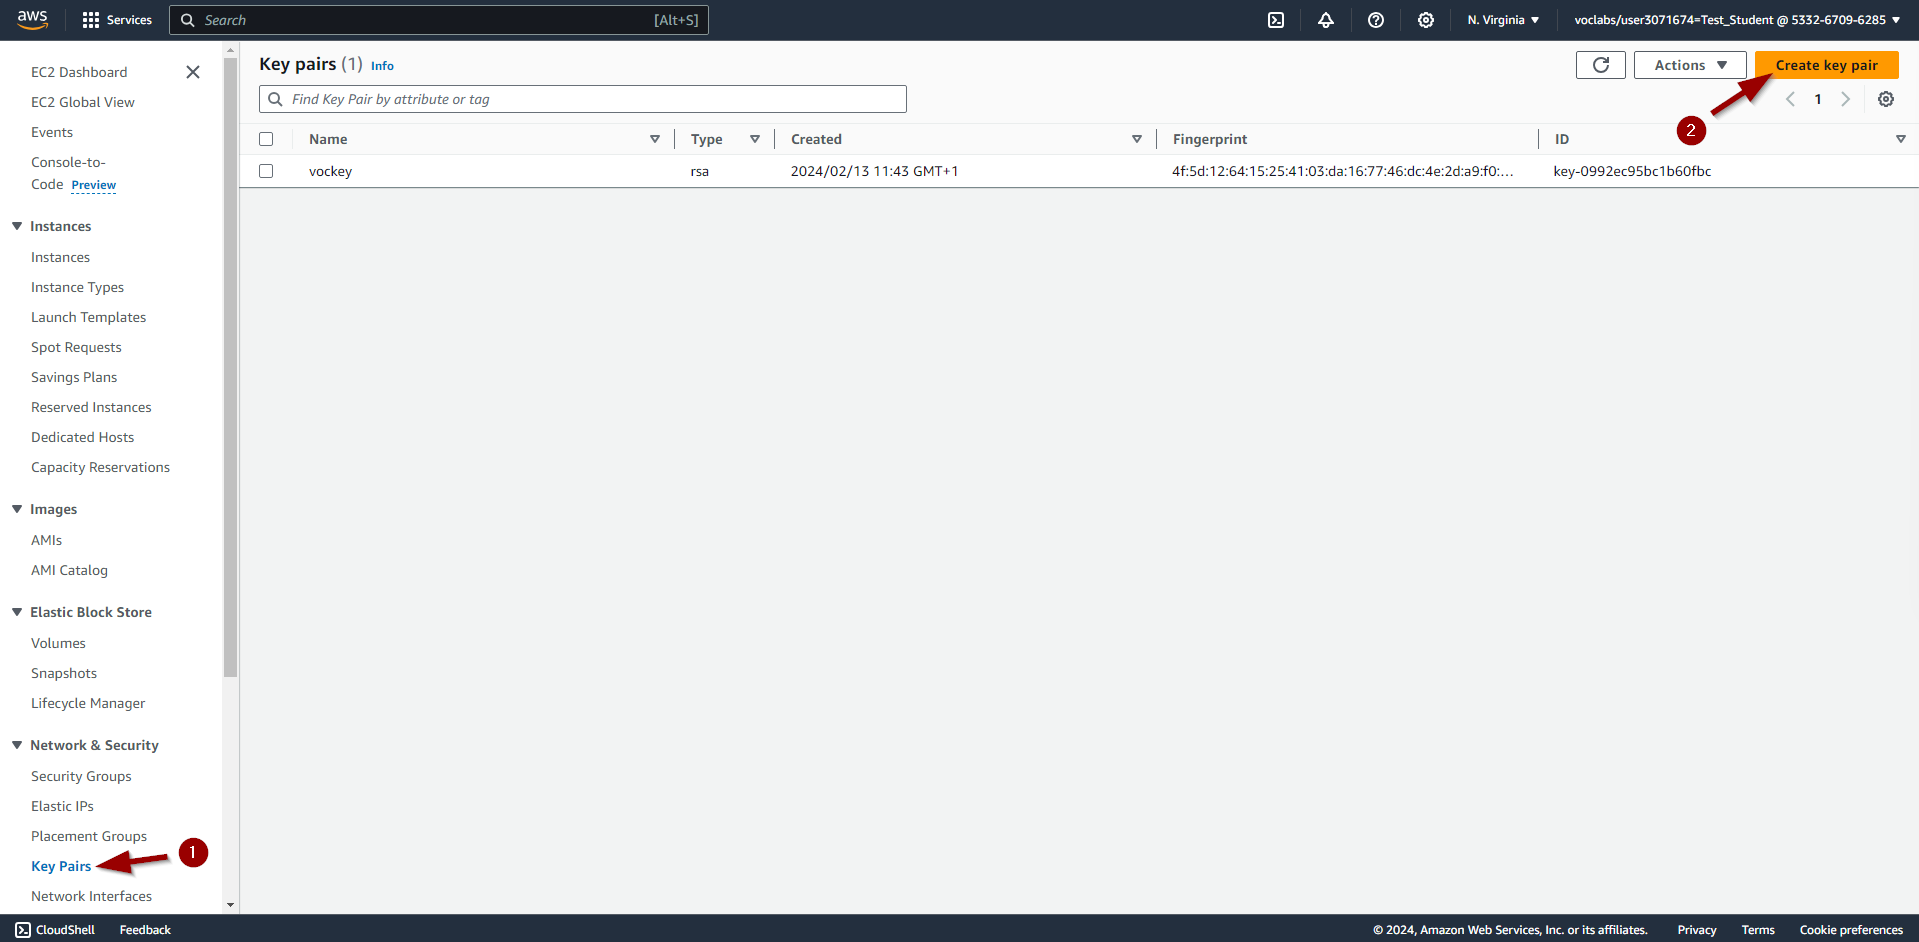 aws
Services
Search
[Alt+S]
N. Virginia
voclabs/user3071674=Test_Student @ 5332-6709-6285
EC2 Dashboard
EC2 Global View
Events
Console-to-
Code Preview
Instances
Instances
Instance Types
Launch Templates
Spot Requests
Savings Plans
Reserved Instances
Dedicated Hosts
Capacity Reservations
Images
AMIs
AMI Catalog
Elastic Block Store
Volumes
Snapshots
Lifecycle Manager
Network & Security
Security Groups
Elastic IPs
Placement Groups
Key Pairs
1
Network Interfaces
Key pairs (1) Info
Actions
Create key pair
Find Key Pair by attribute or tag
1
2
Name Type Created Fingerprint ID
vockey rsa 2024/02/13 11:43 GMT+1 4f:5d:12:64:15:25:41:03:da:16:77:46:dc:4e:2d:a9:f0:... key-0992ec95bc1b60fbc
CloudShell Feedback © 2024, Amazon Web Services, Inc. or its affiliates. Privacy Terms Cookie preferences